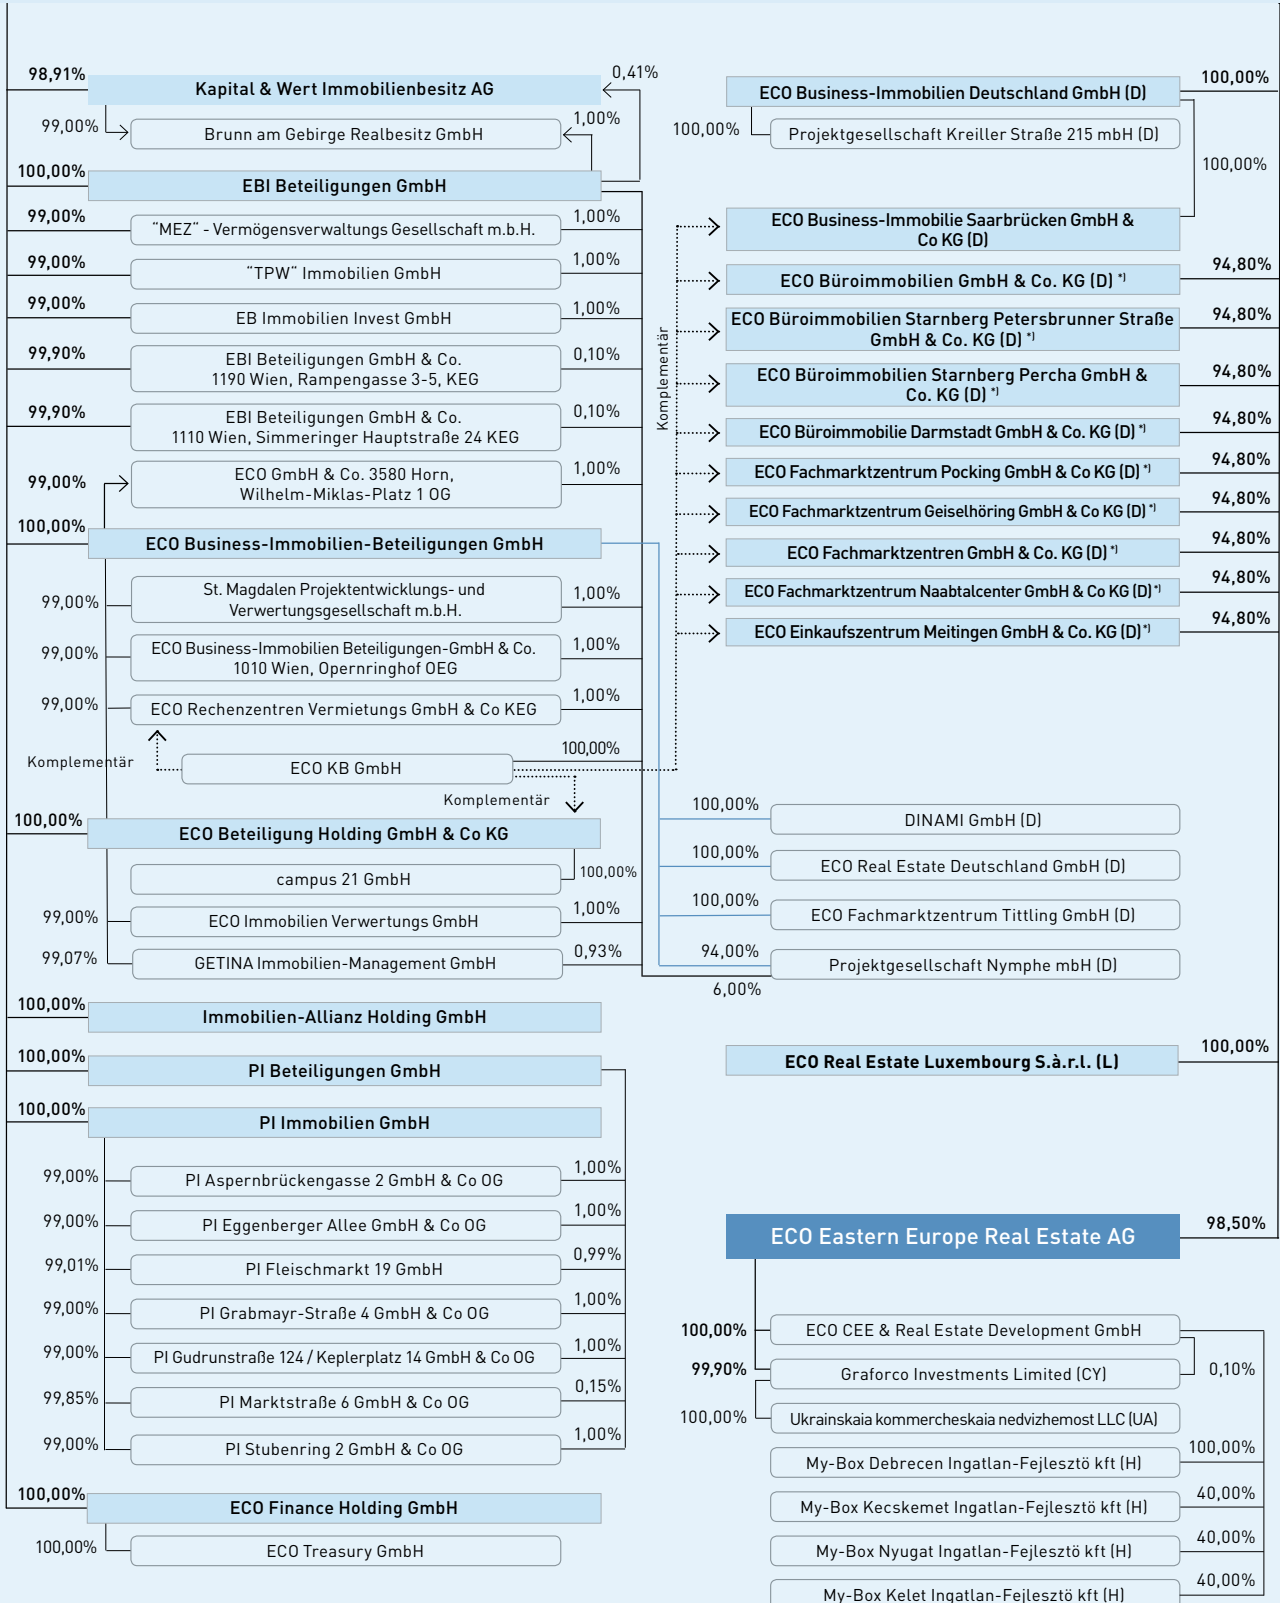 98,91%
Kapital & Wert Immobilienbesitz AG
0,41%
99,00%
Brunn am Gebirge Realbesitz GmbH
1,00%
100,00%
EBI Beteiligungen GmbH
99,00%
"MEZ" - Vermögensverwaltungs Gesellschaft m.b.H.
1,00%
99,00%
"TPW" Immobilien GmbH
1,00%
99,00%
EB Immobilien Invest GmbH
1,00%
99,90%
EBI Beteiligungen GmbH & Co.
1190 Wien, Rampengasse 3-5, KEG
0,10%
99,90%
EBI Beteiligungen GmbH & Co.
1110 Wien, Simmeringer Hauptstraße 24 KEG
0,10%
99,00%
ECO GmbH & Co. 3580 Horn,
Wilhelm-Miklas-Platz 1 OG
1,00%
100,00%
ECO Business-Immobilien-Beteiligungen GmbH
99,00%
St. Magdalen Projektentwicklungs- und
Verwertungsgesellschaft m.b.H.
1,00%
99,00%
ECO Business-Immobilien Beteiligungen-GmbH & Co.
1010 Wien, Opernringhof OEG
1,00%
99,00%
ECO Rechenzentren Vermietungs GmbH & Co KEG
1,00%
Komplementär
ECO KB GmbH
100,00%
Komplementär
100,00%
ECO Beteiligung Holding GmbH & Co KG
campus 21 GmbH
100,00%
99,00%
ECO Immobilien Verwertungs GmbH
1,00%
99,07%
GETINA Immobilien-Management GmbH
0,93%
100,00%
Immobilien-Allianz Holding GmbH
100,00%
PI Beteiligungen GmbH
100,00%
PI Immobilien GmbH
99,00%
PI Aspernbrückengasse 2 GmbH & Co OG
1,00%
99,00%
PI Eggenberger Allee GmbH & Co OG
1,00%
99,01%
PI Fleischmarkt 19 GmbH
0,99%
99,00%
PI Grabmayr-Straße 4 GmbH & Co OG
1,00%
99,00%
PI Gudrunstraße 124 / Keplerplatz 14 GmbH & Co OG
1,00%
99,85%
PI Marktstraße 6 GmbH & Co OG
0,15%
99,00%
PI Stubenring 2 GmbH & Co OG
1,00%
100,00%
ECO Finance Holding GmbH
100,00%
ECO Treasury GmbH
ECO Business-Immobilien Deutschland GmbH (D)
100,00%
100,00%
Projektgesellschaft Kreiller Straße 215 mbH (D)
100,00%
Komplementär
ECO Business-Immobilie Saarbrücken GmbH &
Co KG (D)
ECO Büroimmobilien GmbH & Co. KG (D) *)
94,80%
ECO Büroimmobilien Starnberg Petersbrunner Straße
GmbH & Co. KG (D) *)
94,80%
ECO Büroimmobilien Starnberg Percha GmbH &
Co. KG (D) *)
94,80%
ECO Büroimmobilie Darmstadt GmbH & Co. KG (D) *)
94,80%
ECO Fachmarktzentrum Pocking GmbH & Co KG (D) *)
94,80%
ECO Fachmarktzentrum Geiselhöring GmbH & Co KG (D) *)
94,80%
ECO Fachmarktzentren GmbH & Co. KG (D) *)
94,80%
ECO Fachmarktzentrum Naabtalcenter GmbH & Co KG (D) *)
94,80%
ECO Einkaufszentrum Meitingen GmbH & Co. KG (D) *)
94,80%
100,00%
DINAMI GmbH (D)
100,00%
ECO Real Estate Deutschland GmbH (D)
100,00%
ECO Fachmarktzentrum Tittling GmbH (D)
94,00%
Projektgesellschaft Nymphe mbH (D)
6,00%
ECO Real Estate Luxembourg S.à.r.l. (L)
100,00%
ECO Eastern Europe Real Estate AG
98,50%
100,00%
ECO CEE & Real Estate Development GmbH
99,90%
Graforco Investments Limited (CY)
0,10%
100,00%
Ukrainskaia kommercheskaia nedvizhemost LLC (UA)
My-Box Debrecen Ingatlan-Fejlesztö kft (H)
100,00%
My-Box Kecskemet Ingatlan-Fejlesztö kft (H)
40,00%
My-Box Nyugat Ingatlan-Fejlesztö kft (H)
40,00%
My-Box Kelet Ingatlan-Fejlesztö kft (H)
40,00%